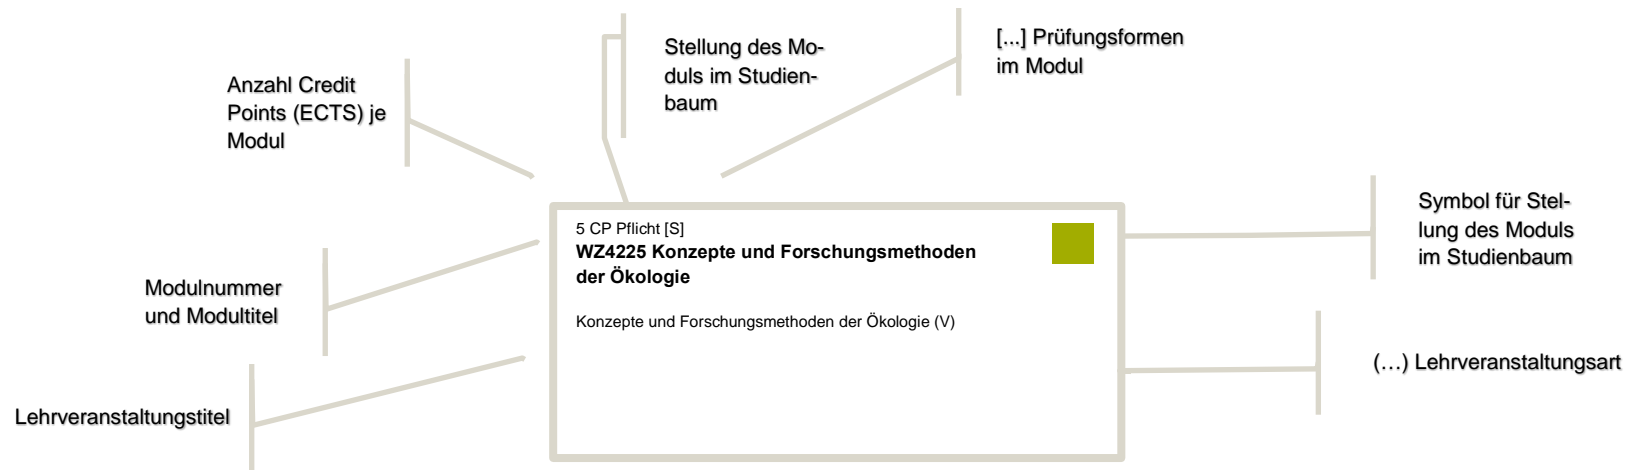 Anzahl Credit
Points (ECTS) je
Modul
Stellung des Mo-
duls im Studien-
baum
[...] Prüfungsformen
im Modul
Symbol für Stel-
lung des Moduls
im Studienbaum
5 CP Pflicht [S]
WZ4225 Konzepte und Forschungsmethoden
der Ökologie
Konzepte und Forschungsmethoden der Ökologie (V)
Modulnummer
und Modultitel
(…) Lehrveranstaltungsart
Lehrveranstaltungstitel